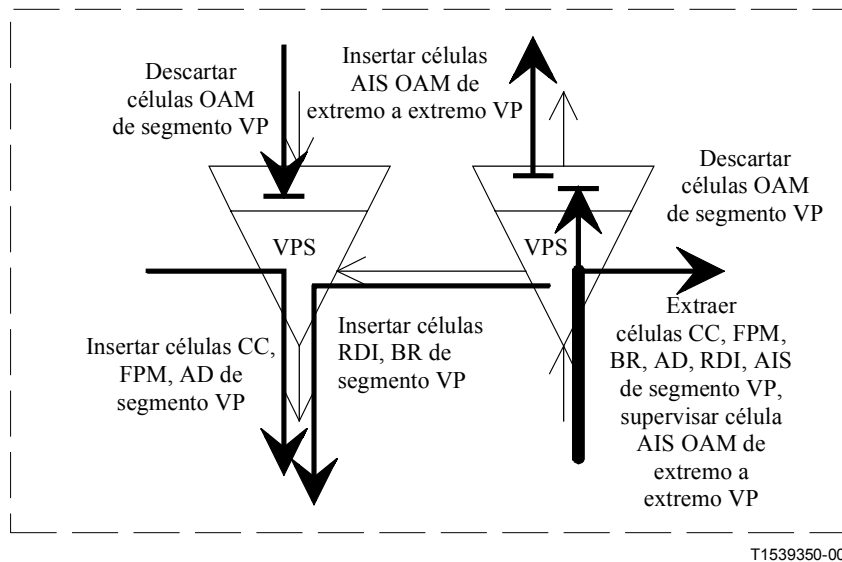 Descartar
células OAM
de segmento VP
Insertar células
AIS OAM de
extremo a extremo VP
Descartar
células OAM
de segmento VP
VPS
VPS
Insertar células CC,
FPM, AD de
segmento VP
Insertar células
RDI, BR de
segmento VP
Extraer
células CC, FPM,
BR, AD, RDI, AIS
de segmento VP,
supervisar célula
AIS OAM de
extremo a
extremo VP
T1539350-00